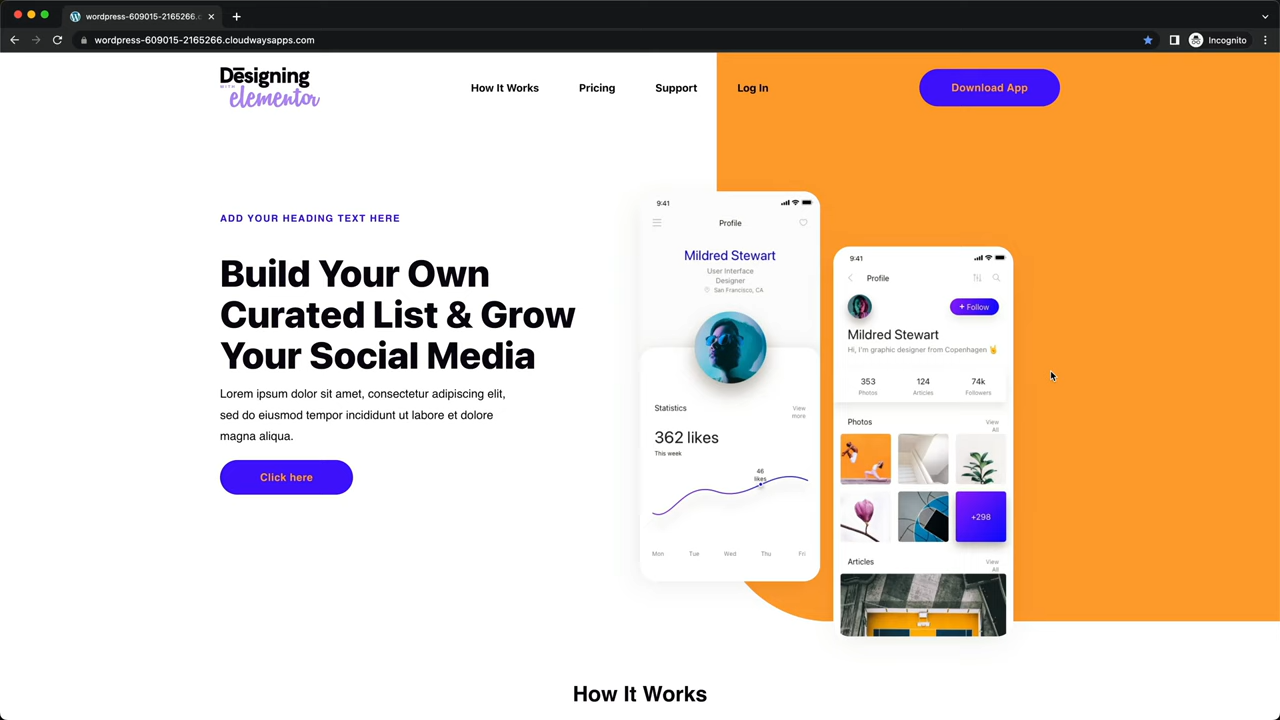 wordpress-609015-2165266.c
wordpress-609015-2165266.cloudwaysapps.com
Incognito
Designing
WITH
elementor
How It Works
Pricing
Support
Log In
Download App
ADD YOUR HEADING TEXT HERE
Build Your Own
Curated List & Grow
Your Social Media
Lorem ipsum dolor sit amet, consectetur adipiscing elit,
sed do eiusmod tempor incididunt ut labore et dolore
magna aliqua.
Click here
9:41
Profile
Mildred Stewart
User Interface
Designer
San Francisco, CA
Statistics
View
more
362 likes
This week
46
likes
Mon
Tue
Wed
Thu
Fri
9:41
Profile
+ Follow
Mildred Stewart
Hi, I'm graphic designer from Copenhagen 🤘
353
124
74k
Photos
Articles
Followers
Photos
View
All
+298
Articles
View
All
How It Works